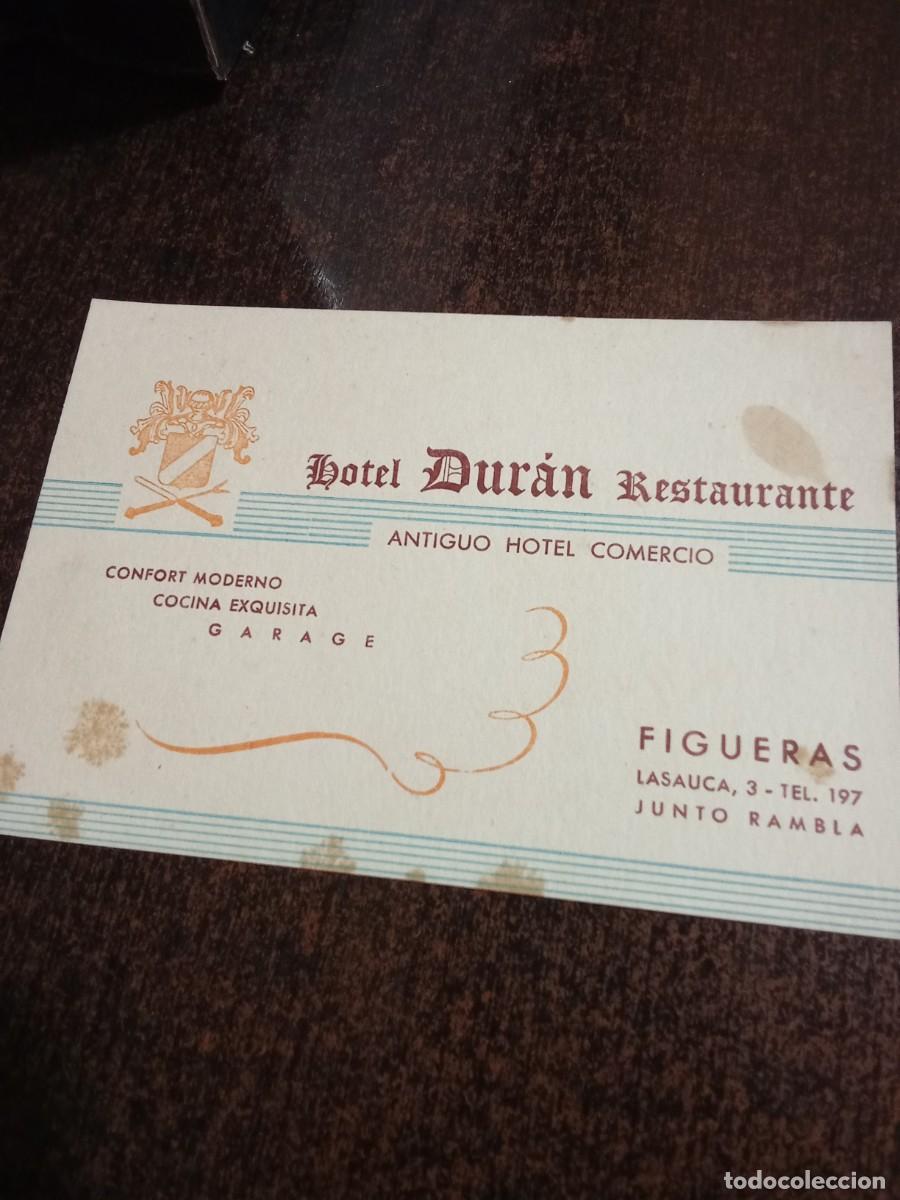 Hotel Durán Restaurante
ANTIGUO HOTEL COMERCIO
CONFORT MODERNO
COCINA EXQUISITA
GARAGE
FIGUERAS
LASAUCA, 3 - TEL. 197
JUNTO RAMBLA
todocoleccion